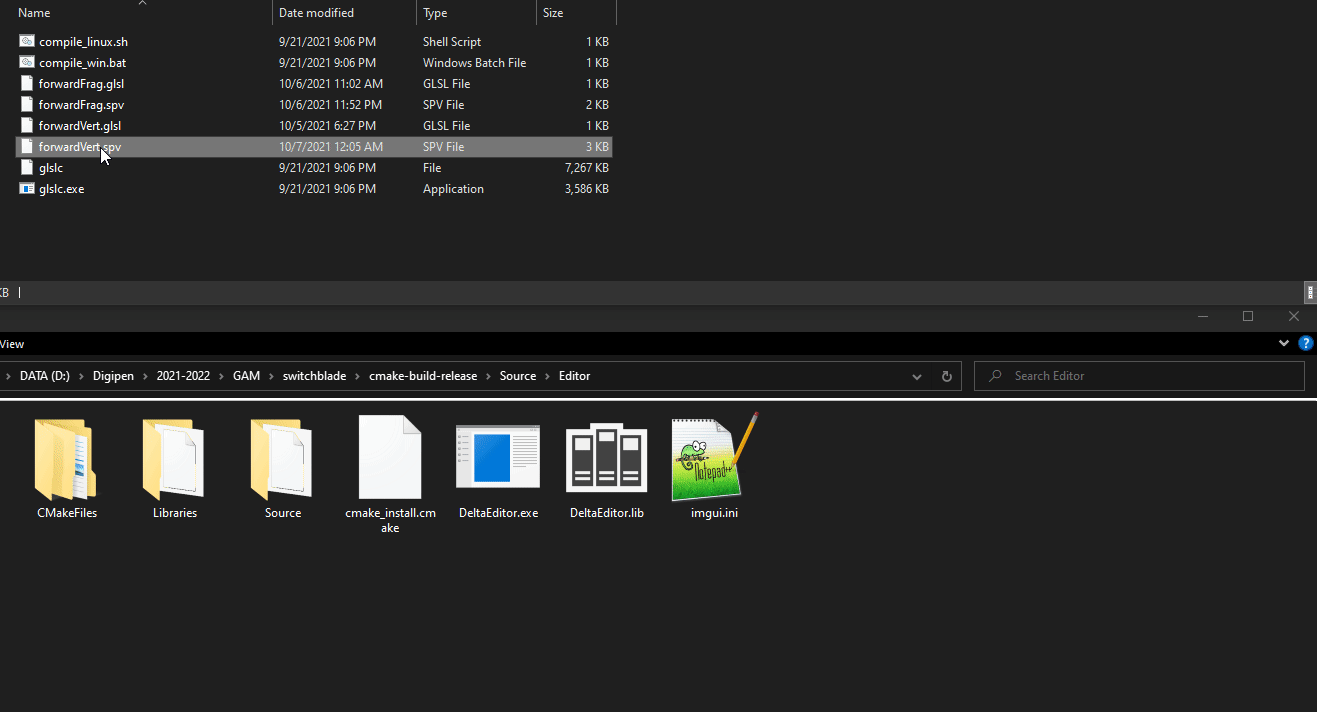 Name Date modified Type Size
compile_linux.sh 9/21/2021 9:06 PM Shell Script 1 KB
compile_win.bat 9/21/2021 9:06 PM Windows Batch File 1 KB
forwardFrag.glsl 10/6/2021 11:02 AM GLSL File 1 KB
forwardFrag.spv 10/6/2021 11:52 PM SPV File 2 KB
forwardVert.glsl 10/5/2021 6:27 PM GLSL File 1 KB
forwardVert.spv 10/7/2021 12:05 AM SPV File 3 KB
glslc 9/21/2021 9:06 PM File 7,267 KB
glslc.exe 9/21/2021 9:06 PM Application 3,586 KB
KB
View
DATA (D:) › Digipen › 2021-2022 › GAM › switchblade › cmake-build-release › Source › Editor Search Editor
Notepad++
CMakeFiles Libraries Source cmake_install.cm DeltaEditor.exe DeltaEditor.lib imgui.ini
ake